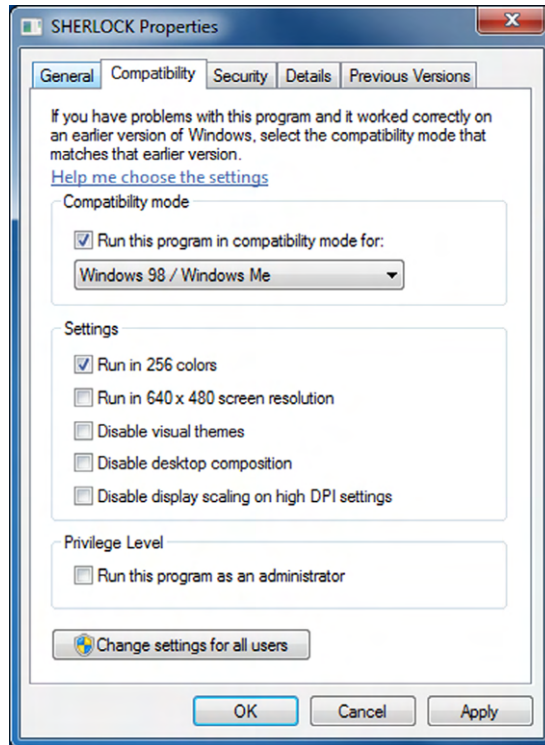 SHERLOCK Properties
General Compatibility Security Details Previous Versions
If you have problems with this program and it worked correctly on
an earlier version of Windows, select the compatibility mode that
matches that earlier version.
Help me choose the settings
Compatibility mode
Run this program in compatibility mode for:
Windows 98 / Windows Me
Settings
Run in 256 colors
Run in 640 x 480 screen resolution
Disable visual themes
Disable desktop composition
Disable display scaling on high DPI settings
Privilege Level
Run this program as an administrator
Change settings for all users
OK Cancel Apply